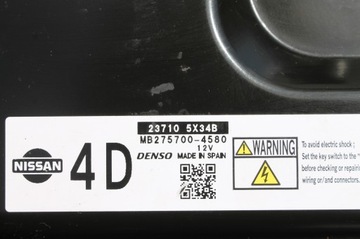 23710 5X34B
MB275700-4580
12V
DENSO MADE IN SPAIN
NISSAN
4D
WARNING
To avoid electric shock;
Set the key switch to the "
before checking or repairi
wiring or/and connectors.